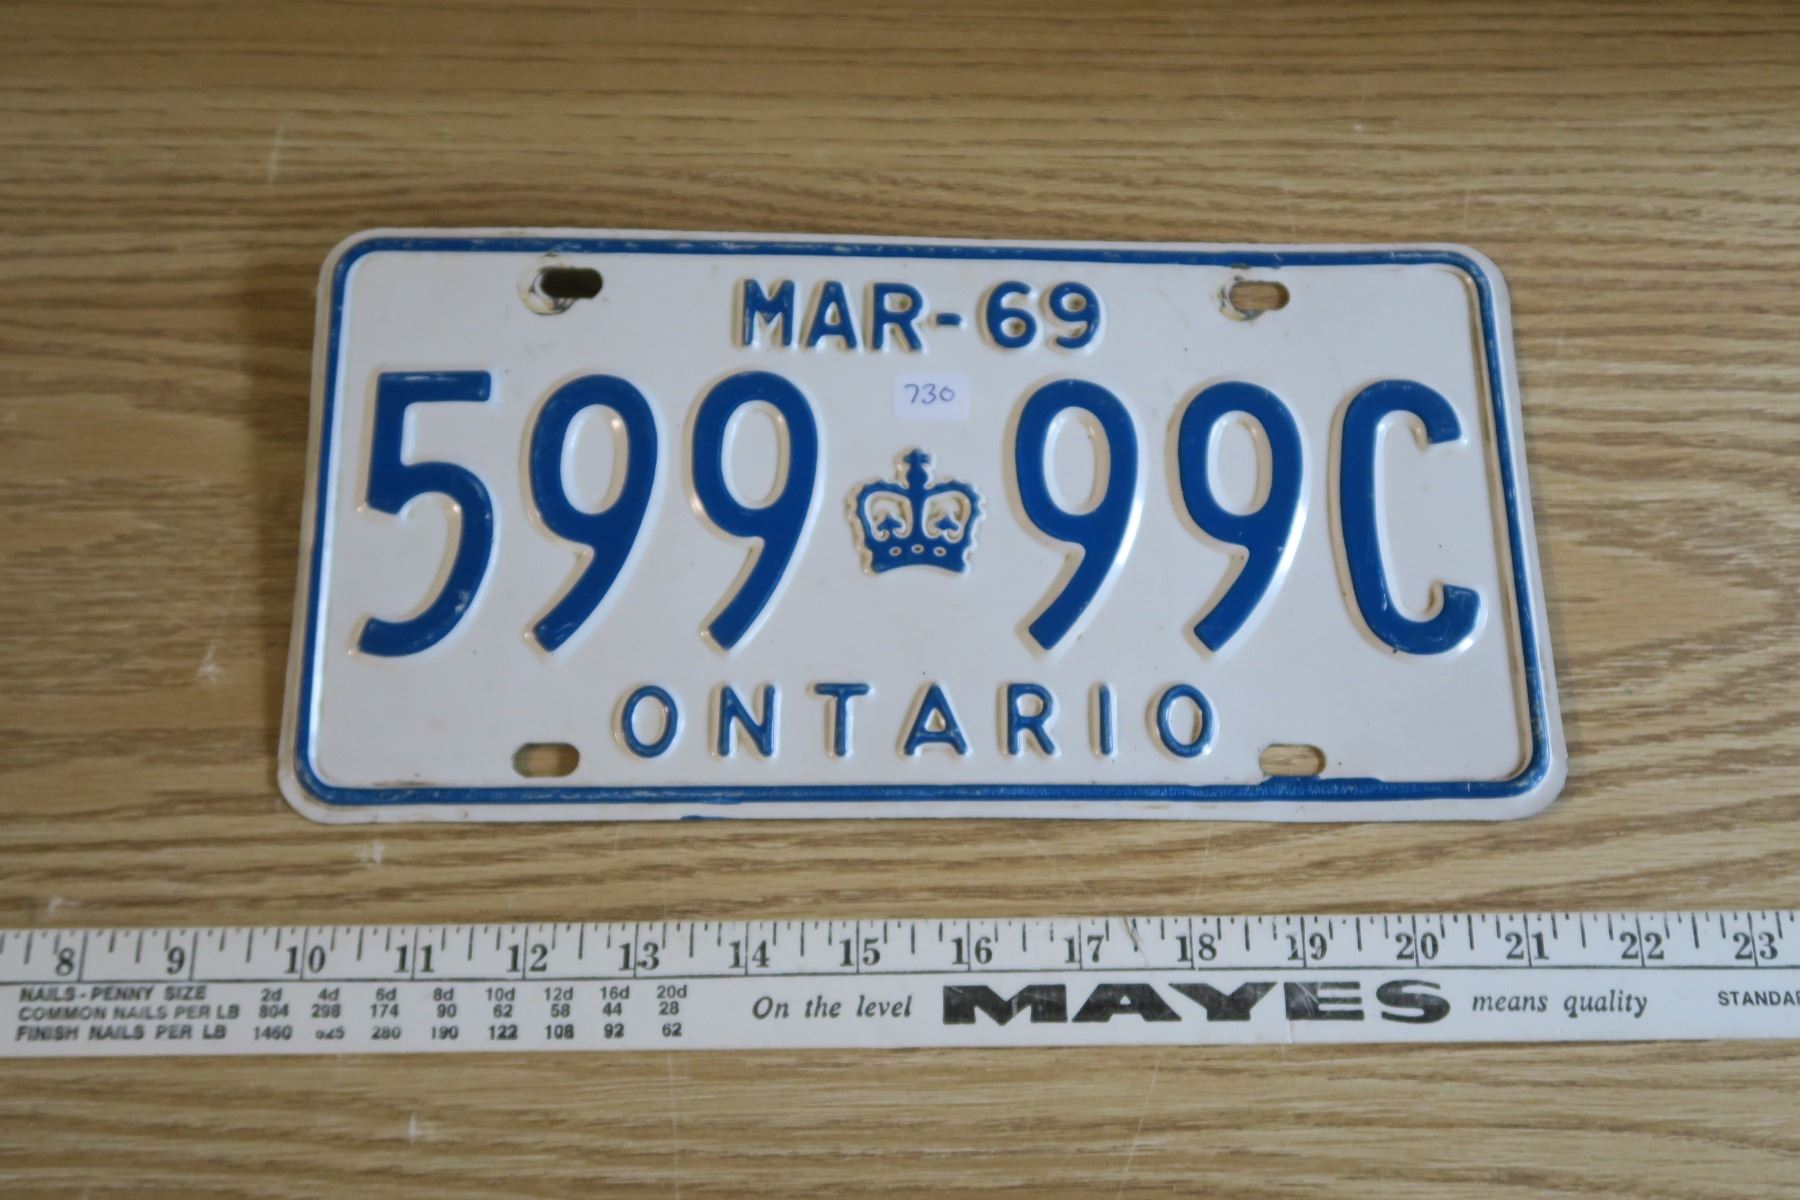 MAR-69
730
599 99C
ONTARIO
8 9 10 11 12 13 14 15 16 17 18 19 20 21 22 23
NAILS - PENNY SIZE 2d 4d 6d 8d 10d 12d 16d 20d
COMMON NAILS PER LB 804 298 174 90 62 58 44 28
FINISH NAILS PER LB 1460 280 190 122 108 92 62
On the level MAYES means quality